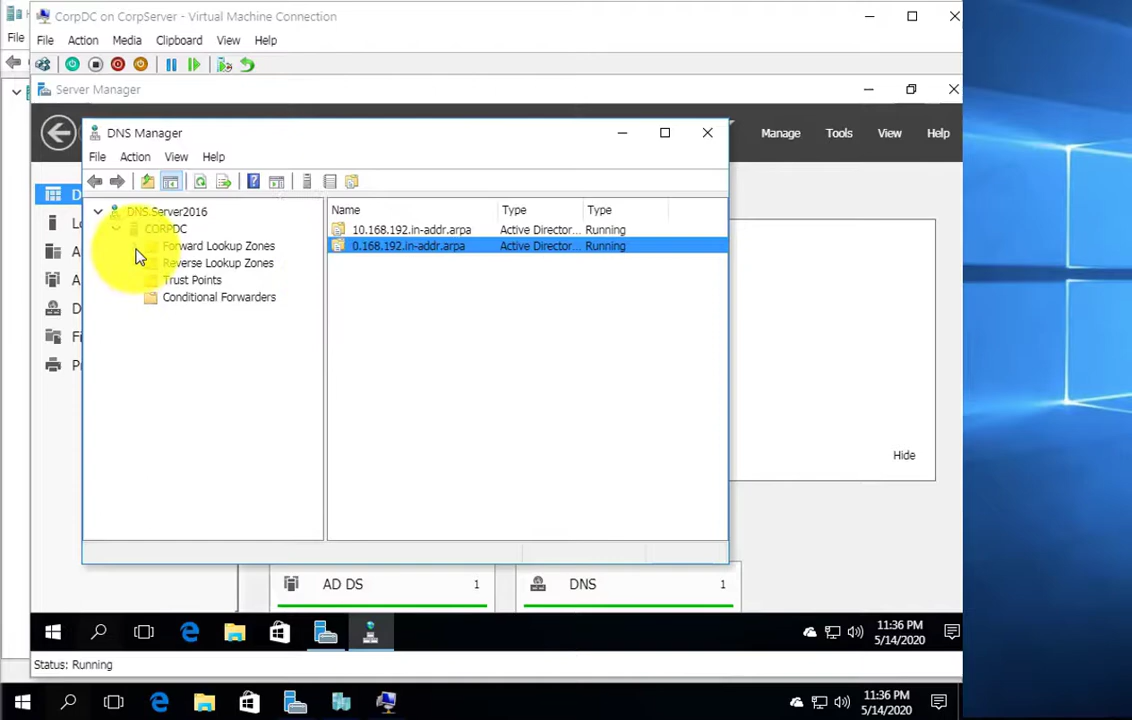 CorpDC on CorpServer - Virtual Machine Connection
File Action Media Clipboard View Help
File
Server Manager
Manage Tools View Help
DNS Manager
File Action View Help
DNS.Server2016
CORPDC
Forward Lookup Zones
Reverse Lookup Zones
Trust Points
Conditional Forwarders
Name Type Type
10.168.192.in-addr.arpa Active Director... Running
0.168.192.in-addr.arpa Active Director... Running
Hide
AD DS 1
DNS 1
11:36 PM
5/14/2020
Status: Running
11:36 PM
5/14/2020